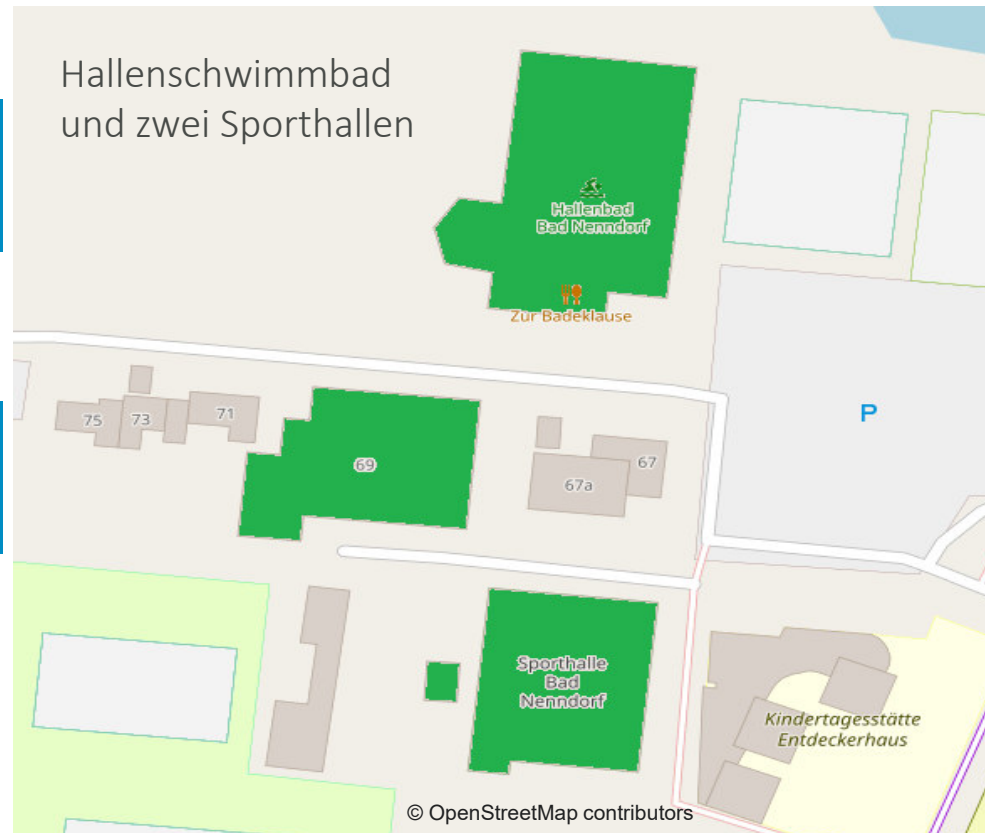 Hallenschwimmbad
und zwei Sporthallen
Hallenbad
Bad Nenndorf
Zur Badeklause
75
73
71
69
67
67a
P
Sporthalle
Bad
Nenndorf
Kindertagesstätte
Entdeckerhaus
© OpenStreetMap contributors